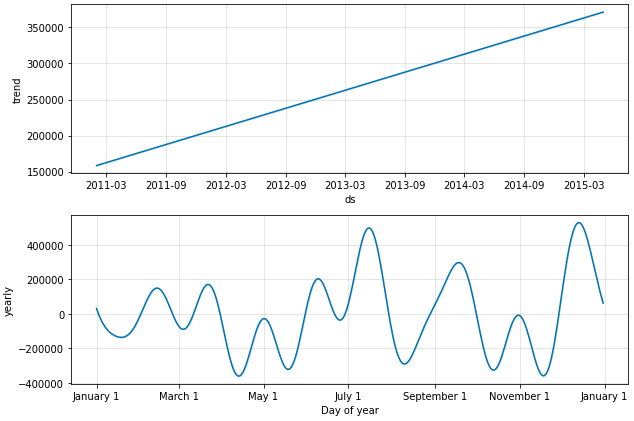 350000
300000
250000
200000
150000
trend
2011-03 2011-09 2012-03 2012-09 2013-03 2013-09 2014-03 2014-09 2015-03
ds
400000
200000
0
−200000
−400000
yearly
January 1 March 1 May 1 July 1 September 1 November 1 January 1
Day of year